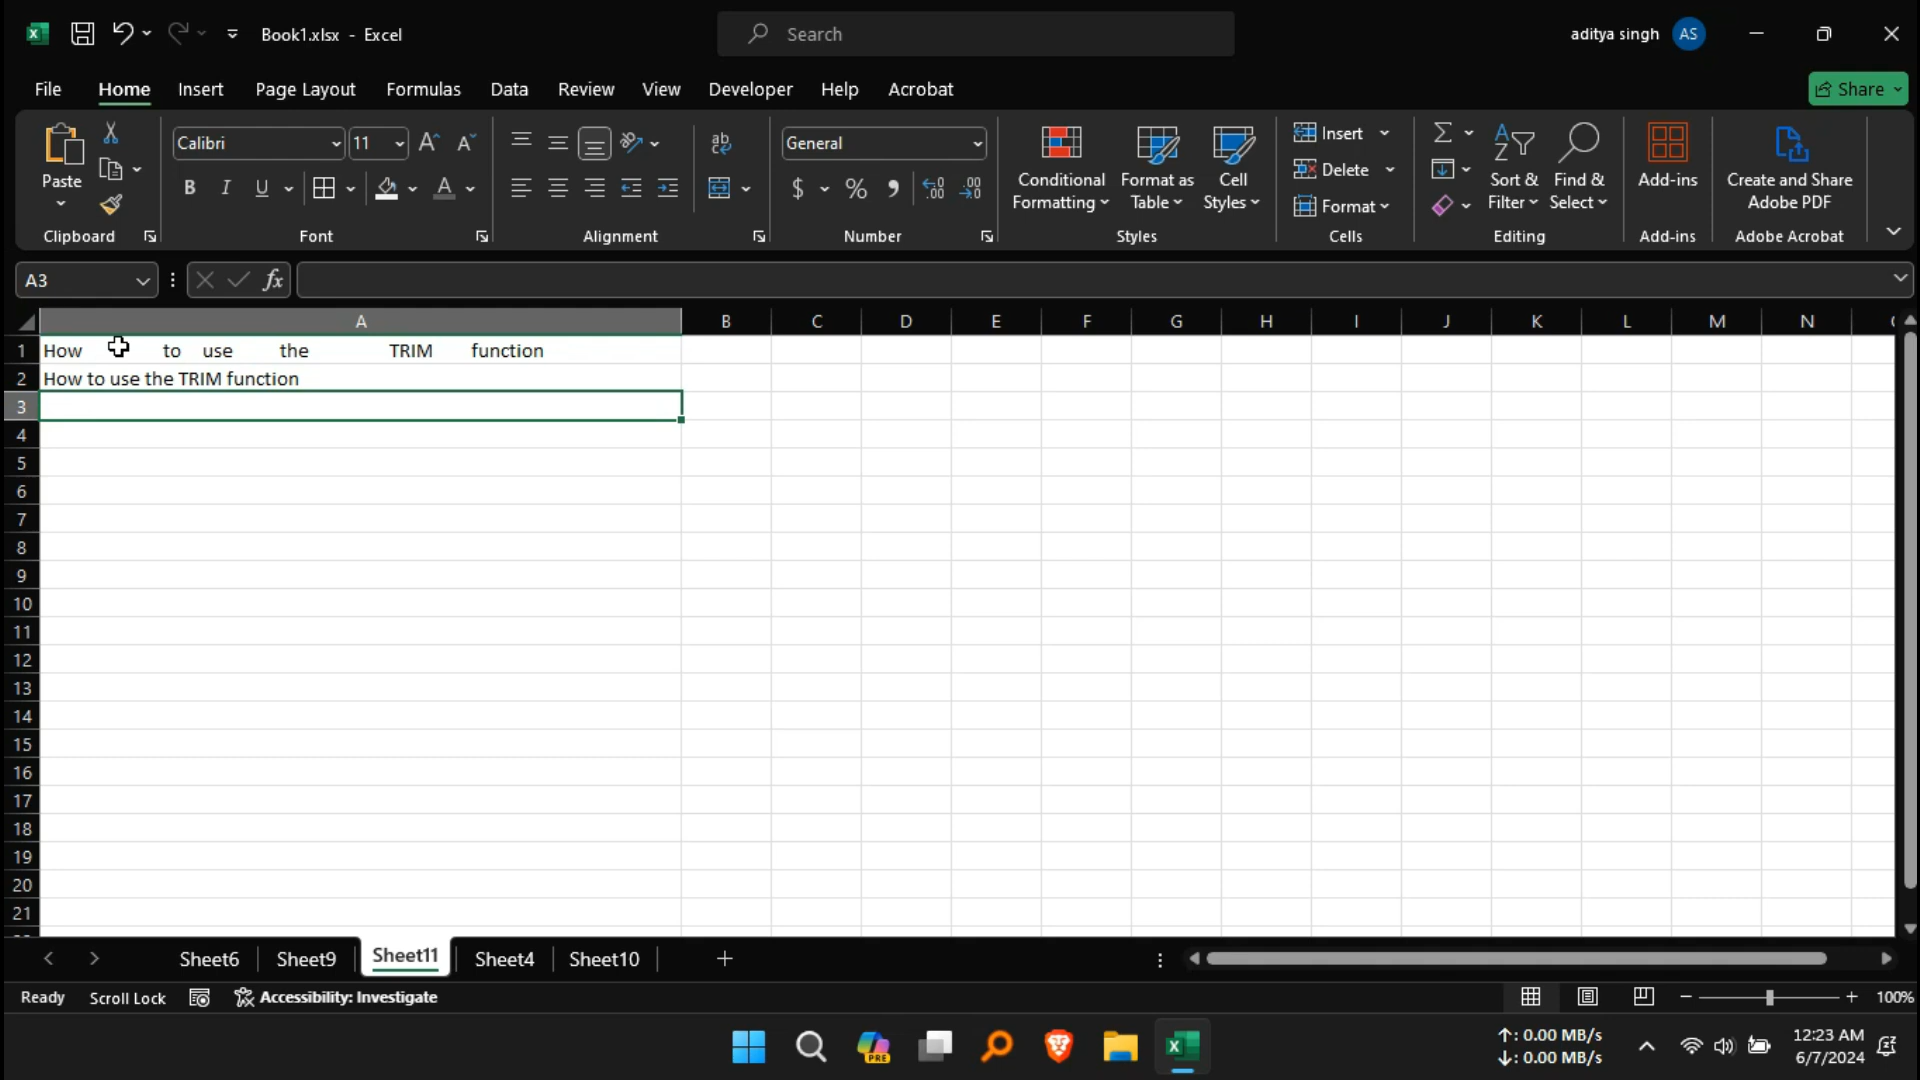 Book1.xlsx - Excel
Search
aditya singh AS
File Home Insert Page Layout Formulas Data Review View Developer Help Acrobat Share
Calibri 11 General
Insert
Delete
Format
Paste
Conditional Formatting
Format as Table
Cell Styles
Sort & Filter
Find & Select
Add-ins
Create and Share Adobe PDF
Clipboard Font Alignment Number Styles Cells Editing Add-ins Adobe Acrobat
A3 fx
A B C D E F G H I J K L M N
1 How to use the TRIM function
2 How to use the TRIM function
3
4
5
6
7
8
9
10
11
12
13
14
15
16
17
18
19
20
21
Sheet6 Sheet9 Sheet11 Sheet4 Sheet10 +
Ready Scroll Lock Accessibility: Investigate 100%
↑: 0.00 MB/s 12:23 AM
↓: 0.00 MB/s 6/7/2024
PRE